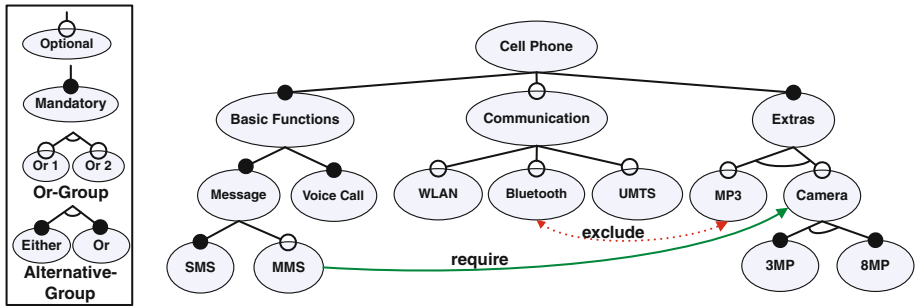 Optional
Mandatory
Or 1 Or 2
Or-Group
Either Or
Alternative-
Group
Cell Phone
Basic Functions Communication Extras
Message Voice Call WLAN Bluetooth UMTS MP3 Camera
exclude
require
SMS MMS 3MP 8MP